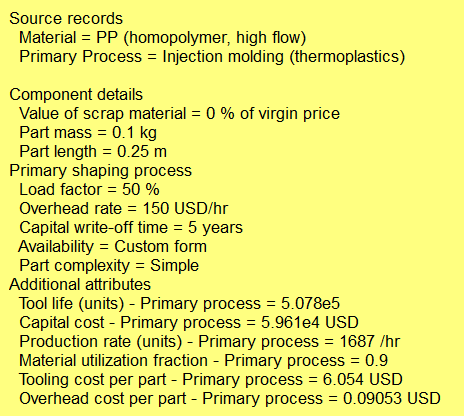 Source records
Material = PP (homopolymer, high flow)
Primary Process = Injection molding (thermoplastics)
Component details
Value of scrap material = 0 % of virgin price
Part mass = 0.1 kg
Part length = 0.25 m
Primary shaping process
Load factor = 50 %
Overhead rate = 150 USD/hr
Capital write-off time = 5 years
Availability = Custom form
Part complexity = Simple
Additional attributes
Tool life (units) - Primary process = 5.078e5
Capital cost - Primary process = 5.961e4 USD
Production rate (units) - Primary process = 1687 /hr
Material utilization fraction - Primary process = 0.9
Tooling cost per part - Primary process = 6.054 USD
Overhead cost per part - Primary process = 0.09053 USD